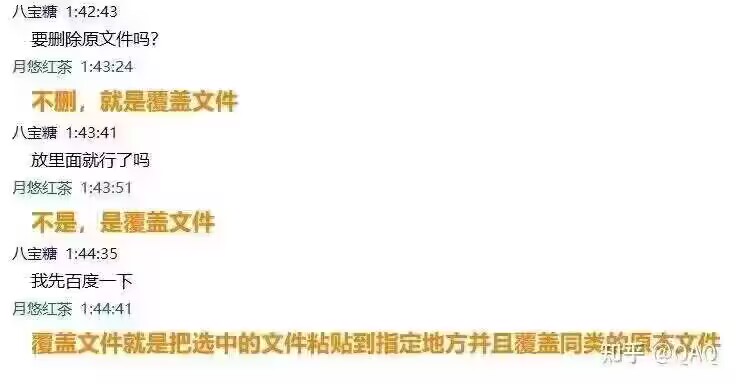 八宝糖 1:42:43
要删除原文件吗?
月悠红茶 1:43:24
不删，就是覆盖文件
八宝糖 1:43:41
放里面就行了吗
月悠红茶 1:43:51
不是，是覆盖文件
八宝糖 1:44:35
我先百度一下
月悠红茶 1:44:41
覆盖文件就是把选中的文件粘贴到指定地方并且覆盖同类的原本文件
知乎 @QAQ